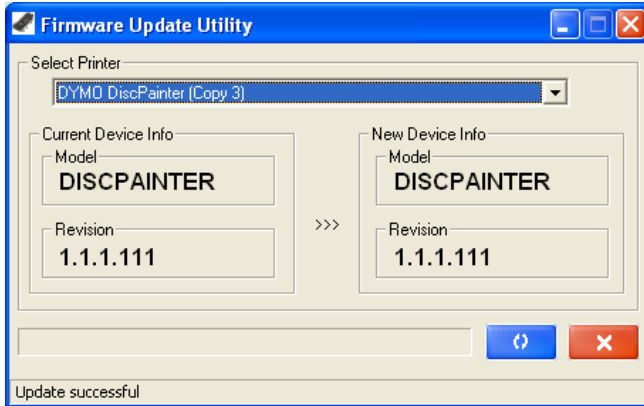 Firmware Update Utility
Select Printer
DYMO DiscPainter (Copy 3)
Current Device Info
Model
DISCPAINTER
Revision
1.1.1.111
>>>
New Device Info
Model
DISCPAINTER
Revision
1.1.1.111
Update successful